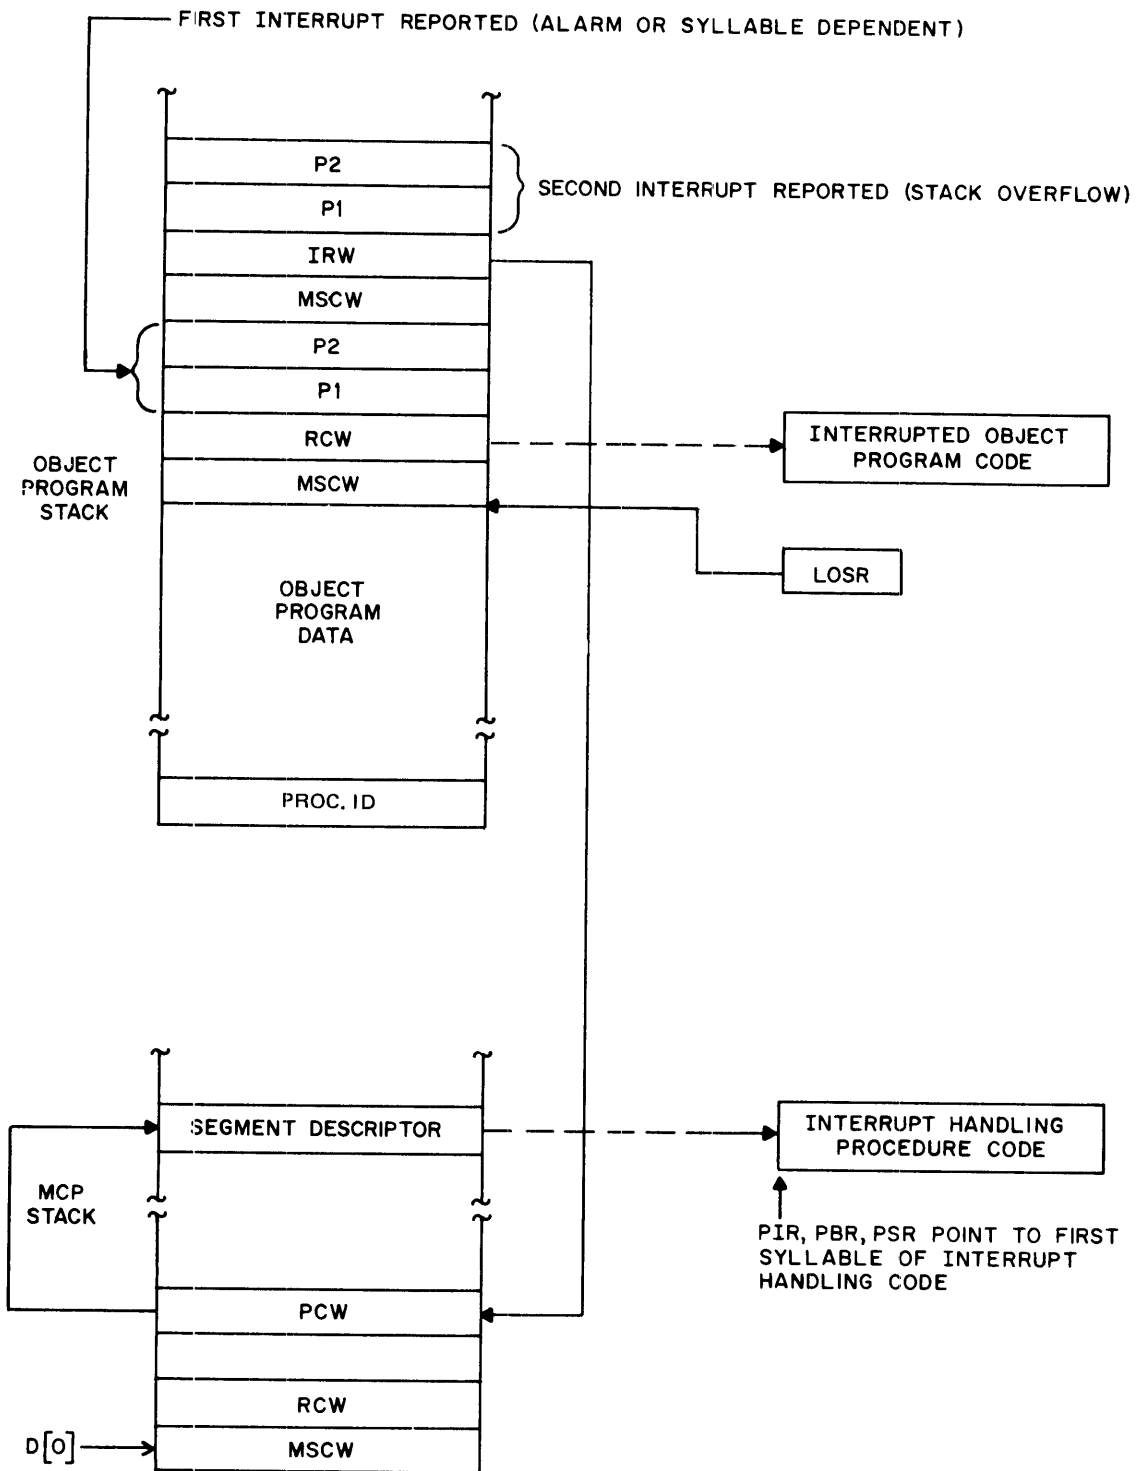 FIRST INTERRUPT REPORTED (ALARM OR SYLLABLE DEPENDENT)
P2
P1
SECOND INTERRUPT REPORTED (STACK OVERFLOW)
IRW
MSCW
P2
P1
RCW
MSCW
INTERRUPTED OBJECT
PROGRAM CODE
OBJECT
PROGRAM
STACK
LOSR
OBJECT
PROGRAM
DATA
PROC. ID
SEGMENT DESCRIPTOR
INTERRUPT HANDLING
PROCEDURE CODE
MCP
STACK
PIR, PBR, PSR POINT TO FIRST
SYLLABLE OF INTERRUPT
HANDLING CODE
PCW
RCW
D[0]
MSCW